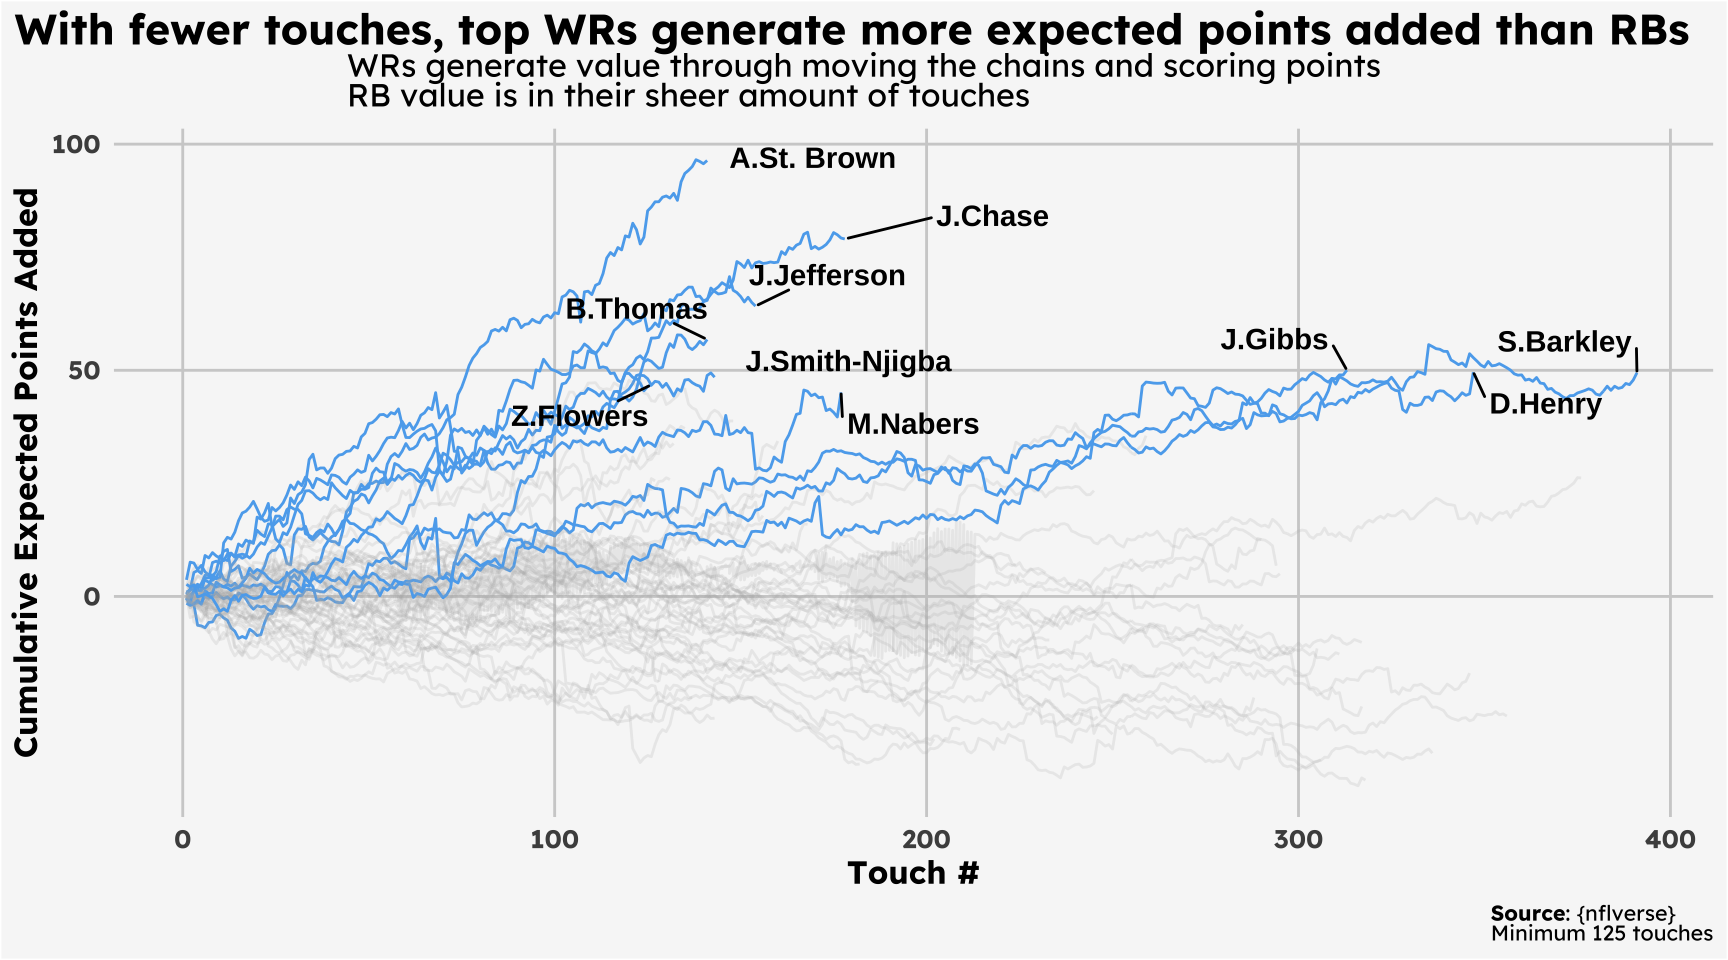 With fewer touches, top WRs generate more expected points added than RBs
WRs generate value through moving the chains and scoring points
RB value is in their sheer amount of touches
Cumulative Expected Points Added
100
50
0
A.St. Brown
J.Chase
J.Jefferson
B.Thomas
J.Smith-Njigba
Z.Flowers
M.Nabers
J.Gibbs
S.Barkley
D.Henry
0
100
200
300
400
Touch #
Source: {nflverse}
Minimum 125 touches